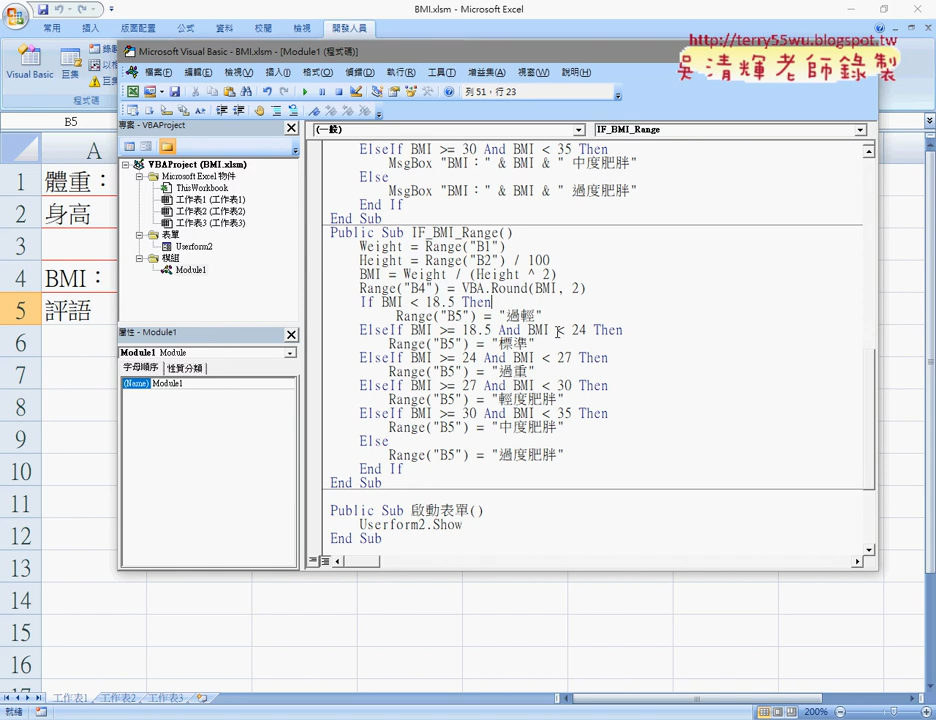 BMI.xlsm - Microsoft Excel
常用 插入 版面配置 公式 資料 校閱 檢視 開發人員
http://terry55wu.blogspot.tw
吳清輝老師錄製
Visual Basic 巨集
程式碼
B5
Microsoft Visual Basic - BMI.xlsm - [Module1 (程式碼)]
檔案(F) 編輯(E) 檢視(V) 插入(I) 格式(O) 偵錯(D) 執行(R) 工具(T) 增益集(A) 視窗(W) 說明(H)
列 51，行 23
專案 - VBAProject
VBAProject (BMI.xlsm)
Microsoft Excel 物件
ThisWorkbook
工作表1 (工作表1)
工作表2 (工作表2)
工作表3 (工作表3)
表單
Userform2
模組
Module1
屬性 - Module1
Module1 Module
字母順序 性質分類
(Name) Module1
(一般) IF_BMI_Range
ElseIf BMI >= 30 And BMI < 35 Then
MsgBox "BMI：" & BMI & " 中度肥胖"
Else
MsgBox "BMI：" & BMI & " 過度肥胖"
End If
End Sub
Public Sub IF_BMI_Range()
Weight = Range("B1")
Height = Range("B2") / 100
BMI = Weight / (Height ^ 2)
Range("B4") = VBA.Round(BMI, 2)
If BMI < 18.5 Then
Range("B5") = "過輕"
ElseIf BMI >= 18.5 And BMI < 24 Then
Range("B5") = "標準"
ElseIf BMI >= 24 And BMI < 27 Then
Range("B5") = "過重"
ElseIf BMI >= 27 And BMI < 30 Then
Range("B5") = "輕度肥胖"
ElseIf BMI >= 30 And BMI < 35 Then
Range("B5") = "中度肥胖"
Else
Range("B5") = "過度肥胖"
End If
End Sub
Public Sub 啟動表單()
Userform2.Show
End Sub
A
1 體重：
2 身高
3
4 BMI：
5 評語
6
7
8
9
10
11
12
13
14
15
16
工作表1 工作表2 工作表3
就緒
200%